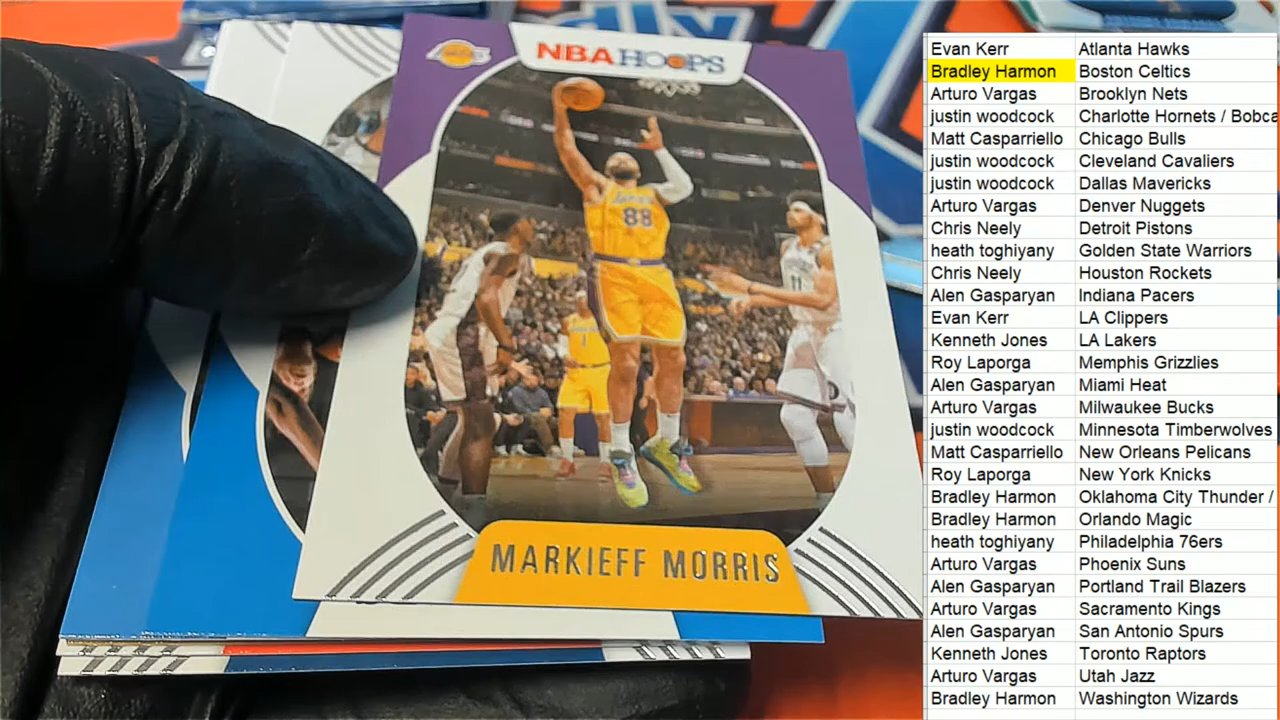 NBA HOOPS
88
11
1
MARKIEFF MORRIS
Evan Kerr Atlanta Hawks
Bradley Harmon Boston Celtics
Arturo Vargas Brooklyn Nets
justin woodcock Charlotte Hornets / Bobca
Matt Casparriello Chicago Bulls
justin woodcock Cleveland Cavaliers
justin woodcock Dallas Mavericks
Arturo Vargas Denver Nuggets
Chris Neely Detroit Pistons
heath toghiyany Golden State Warriors
Chris Neely Houston Rockets
Alen Gasparyan Indiana Pacers
Evan Kerr LA Clippers
Kenneth Jones LA Lakers
Roy Laporga Memphis Grizzlies
Alen Gasparyan Miami Heat
Arturo Vargas Milwaukee Bucks
justin woodcock Minnesota Timberwolves
Matt Casparriello New Orleans Pelicans
Roy Laporga New York Knicks
Bradley Harmon Oklahoma City Thunder /
Bradley Harmon Orlando Magic
heath toghiyany Philadelphia 76ers
Arturo Vargas Phoenix Suns
Alen Gasparyan Portland Trail Blazers
Arturo Vargas Sacramento Kings
Alen Gasparyan San Antonio Spurs
Kenneth Jones Toronto Raptors
Arturo Vargas Utah Jazz
Bradley Harmon Washington Wizards